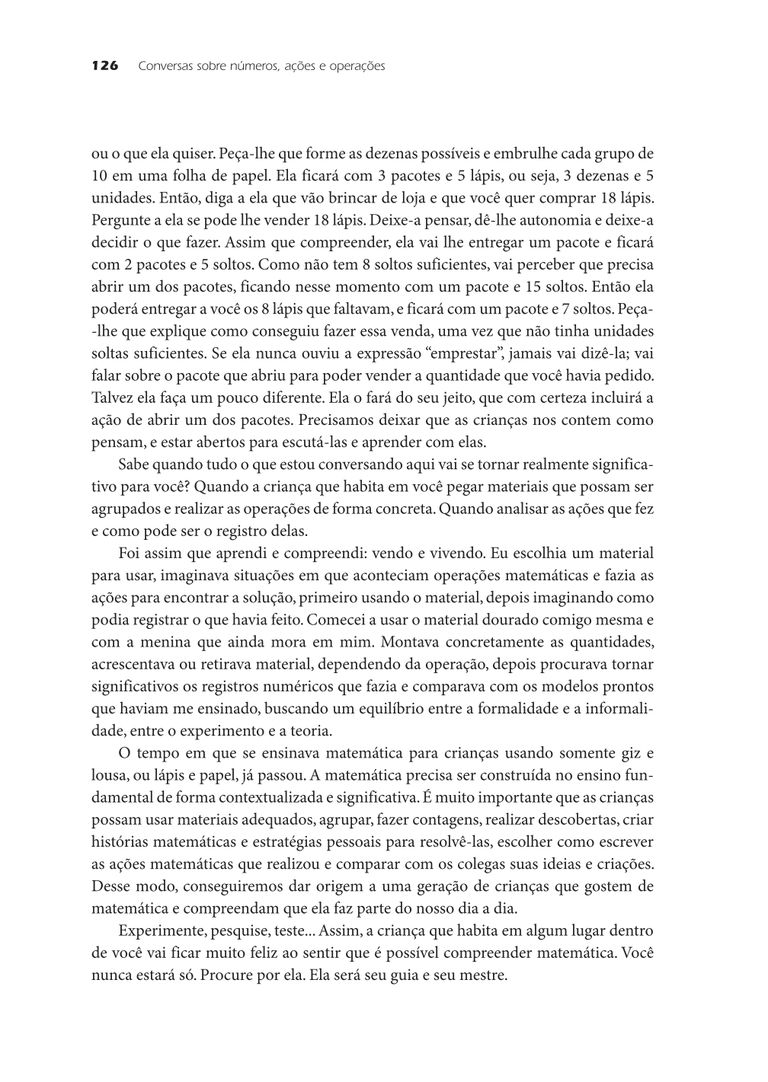 126 Conversas sobre números, ações e operações
ou o que ela quiser. Peça-lhe que forme as dezenas possíveis e embrulhe cada grupo de
10 em uma folha de papel. Ela ficará com 3 pacotes e 5 lápis, ou seja, 3 dezenas e 5
unidades. Então, diga a ela que vão brincar de loja e que você quer comprar 18 lápis.
Pergunte a ela se pode lhe vender 18 lápis. Deixe-a pensar, dê-lhe autonomia e deixe-a
decidir o que fazer. Assim que compreender, ela vai lhe entregar um pacote e ficará
com 2 pacotes e 5 soltos. Como não tem 8 soltos suficientes, vai perceber que precisa
abrir um dos pacotes, ficando nesse momento com um pacote e 15 soltos. Então ela
poderá entregar a você os 8 lápis que faltavam, e ficará com um pacote e 7 soltos. Peça-
-lhe que explique como conseguiu fazer essa venda, uma vez que não tinha unidades
soltas suficientes. Se ela nunca ouviu a expressão “emprestar”, jamais vai dizê-la; vai
falar sobre o pacote que abriu para poder vender a quantidade que você havia pedido.
Talvez ela faça um pouco diferente. Ela o fará do seu jeito, que com certeza incluirá a
ação de abrir um dos pacotes. Precisamos deixar que as crianças nos contem como
pensam, e estar abertos para escutá-las e aprender com elas.
Sabe quando tudo o que estou conversando aqui vai se tornar realmente significa-
tivo para você? Quando a criança que habita em você pegar materiais que possam ser
agrupados e realizar as operações de forma concreta. Quando analisar as ações que fez
e como pode ser o registro delas.
Foi assim que aprendi e compreendi: vendo e vivendo. Eu escolhia um material
para usar, imaginava situações em que aconteciam operações matemáticas e fazia as
ações para encontrar a solução, primeiro usando o material, depois imaginando como
podia registrar o que havia feito. Comecei a usar o material dourado comigo mesma e
com a menina que ainda mora em mim. Montava concretamente as quantidades,
acrescentava ou retirava material, dependendo da operação, depois procurava tornar
significativos os registros numéricos que fazia e comparava com os modelos prontos
que haviam me ensinado, buscando um equilíbrio entre a formalidade e a informali-
dade, entre o experimento e a teoria.
O tempo em que se ensinava matemática para crianças usando somente giz e
lousa, ou lápis e papel, já passou. A matemática precisa ser construída no ensino fun-
damental de forma contextualizada e significativa. É muito importante que as crianças
possam usar materiais adequados, agrupar, fazer contagens, realizar descobertas, criar
histórias matemáticas e estratégias pessoais para resolvê-las, escolher como escrever
as ações matemáticas que realizou e comparar com os colegas suas ideias e criações.
Desse modo, conseguiremos dar origem a uma geração de crianças que gostem de
matemática e compreendam que ela faz parte do nosso dia a dia.
Experimente, pesquise, teste... Assim, a criança que habita em algum lugar dentro
de você vai ficar muito feliz ao sentir que é possível compreender matemática. Você
nunca estará só. Procure por ela. Ela será seu guia e seu mestre.